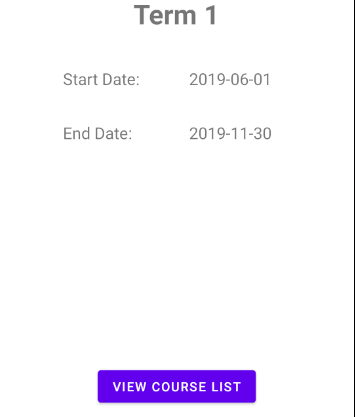 Term 1
Start Date: 2019-06-01
End Date: 2019-11-30
VIEW COURSE LIST